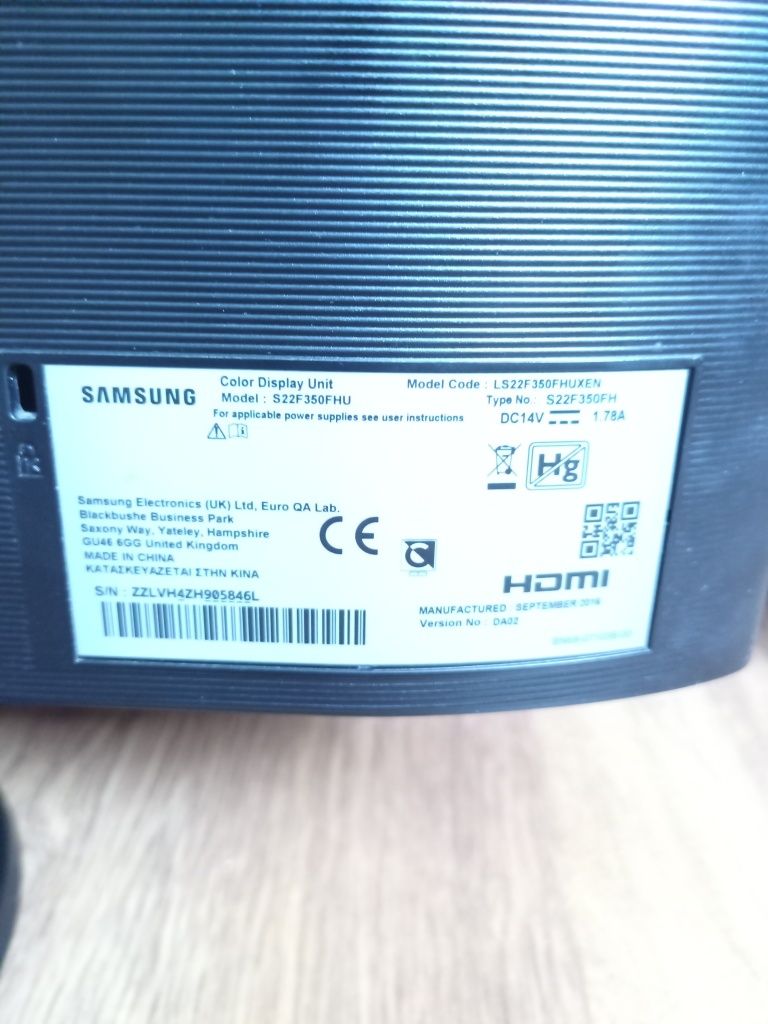 SAMSUNG
Color Display Unit
Model : S22F350FHU
For applicable power supplies see user instructions
Model Code : LS22F350FHUXEN
Type No : S22F350FH
DC14V 1.78A
Hg
Samsung Electronics (UK) Ltd, Euro QA Lab.
Blackbushe Business Park
Saxony Way, Yateley, Hampshire
GU46 6GG United Kingdom
MADE IN CHINA
ΚΑΤΑΣΚΕΥΑΖΕΤΑΙ ΣΤΗΝ ΚΙΝΑ
S/N : ZZLVH4ZH905846L
CE
HDMI
MANUFACTURED SEPTEMBER
Version No : DA02